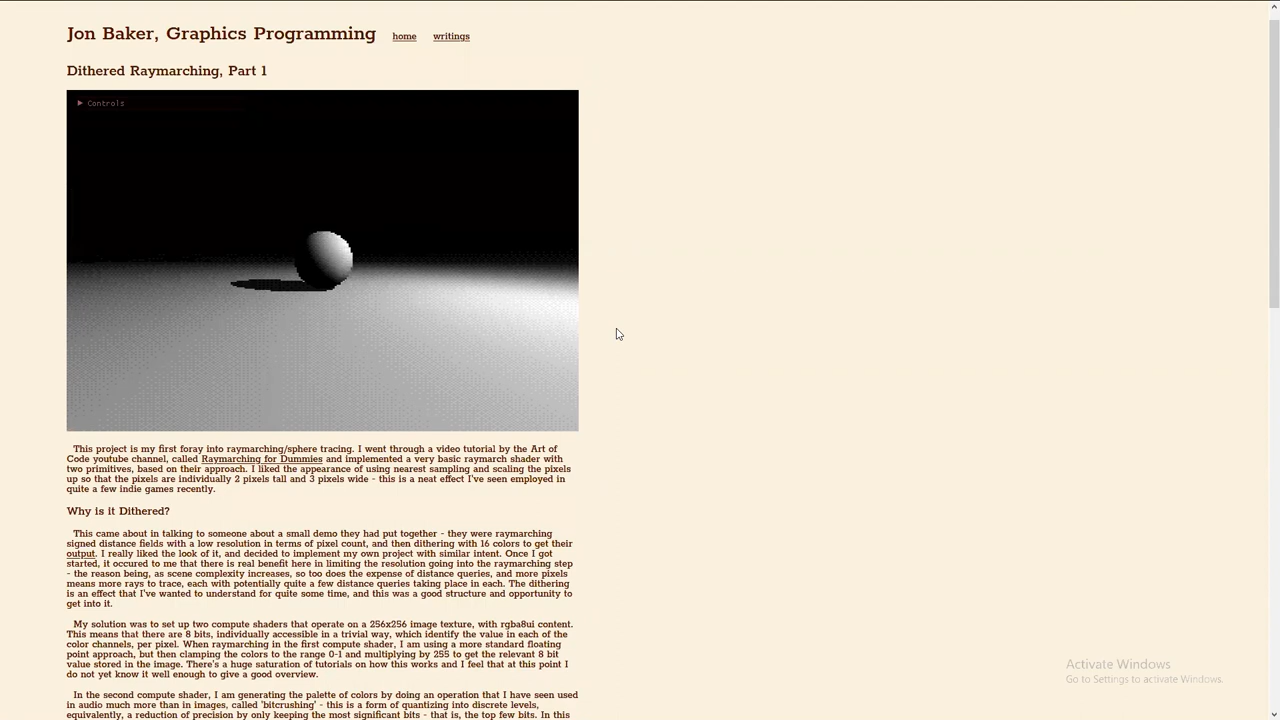 Jon Baker, Graphics Programming home writings
Dithered Raymarching, Part 1
▶ Controls
This project is my first foray into raymarching/sphere tracing. I went through a video tutorial by the Art of
Code youtube channel, called Raymarching for Dummies and implemented a very basic raymarch shader with
two primitives, based on their approach. I liked the appearance of using nearest sampling and scaling the pixels
up so that the pixels are individually 2 pixels tall and 3 pixels wide - this is a neat effect I've seen employed in
quite a few indie games recently.
Why is it Dithered?
This came about in talking to someone about a small demo they had put together - they were raymarching
signed distance fields with a low resolution in terms of pixel count, and then dithering with 16 colors to get their
output. I really liked the look of it, and decided to implement my own project with similar intent. Once I got
started, it occured to me that there is real benefit here in limiting the resolution going into the raymarching step
- the reason being, as scene complexity increases, so too does the expense of distance queries, and more pixels
means more rays to trace, each with potentially quite a few distance queries taking place in each. The dithering
is an effect that I've wanted to understand for quite some time, and this was a good structure and opportunity to
get into it.
My solution was to set up two compute shaders that operate on a 256x256 image texture, with rgba8ui content.
This means that there are 8 bits, individually accessible in a trivial way, which identify the value in each of the
color channels, per pixel. When raymarching in the first compute shader, I am using a more standard floating
point approach, but then clamping the colors to the range 0-1 and multiplying by 255 to get the relevant 8 bit
value stored in the image. There's a huge saturation of tutorials on how this works and I feel that at this point I
do not yet know it well enough to give a good overview.
In the second compute shader, I am generating the palette of colors by doing an operation that I have seen used
in audio much more than in images, called 'bitcrushing' - this is a form of quantizing into discrete levels,
equivalently, a reduction of precision by only keeping the most significant bits - that is, the top few bits. In this
Activate Windows
Go to Settings to activate Windows.